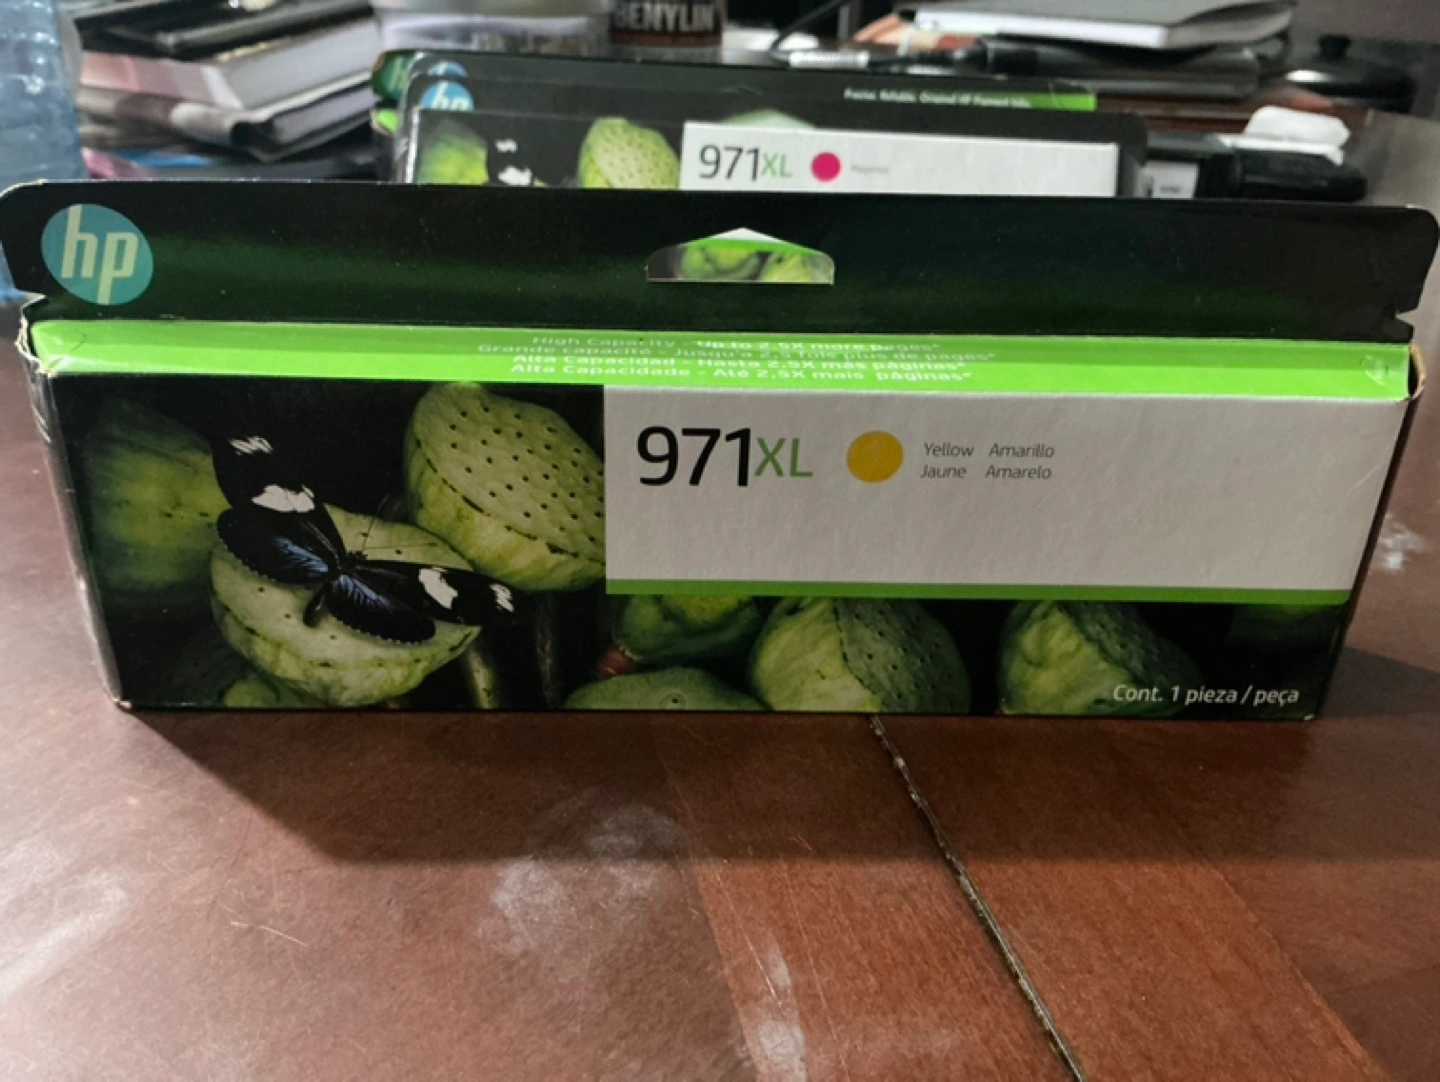 BENYLIN
hp
971XL Magenta
hp
High Capacity - Up to 2.5X more pages*
Grande capacité - Jusqu'à 2,5 fois plus de pages*
Alta Capacidad - Hasta 2.5X más páginas*
Alta Capacidade - Até 2,5X mais páginas*
971XL
Yellow Amarillo
Jaune Amarelo
Cont. 1 pieza / peça